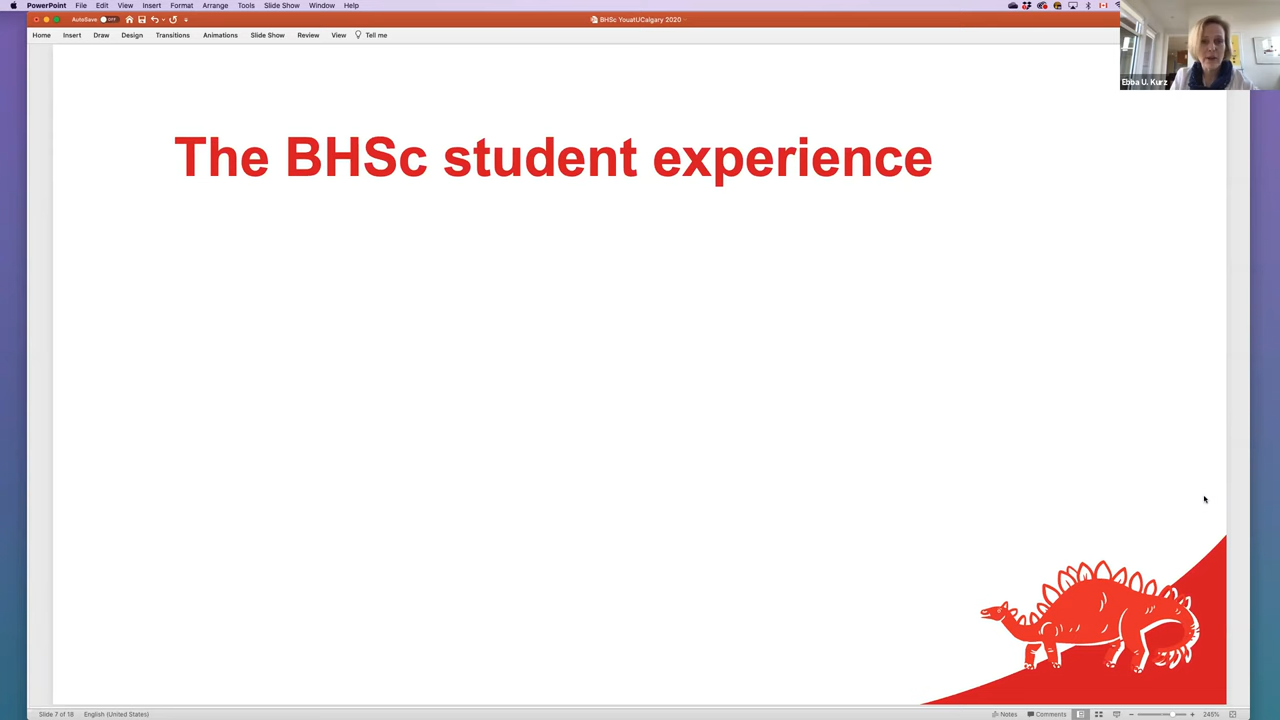 PowerPoint File Edit View Insert Format Arrange Tools Slide Show Window Help
AutoSave OFF BHSc YouatUCalgary 2020
Home Insert Draw Design Transitions Animations Slide Show Review View Tell me
Ebba U. Kurz
The BHSc student experience
Slide 7 of 18 English (United States) Notes Comments 245%